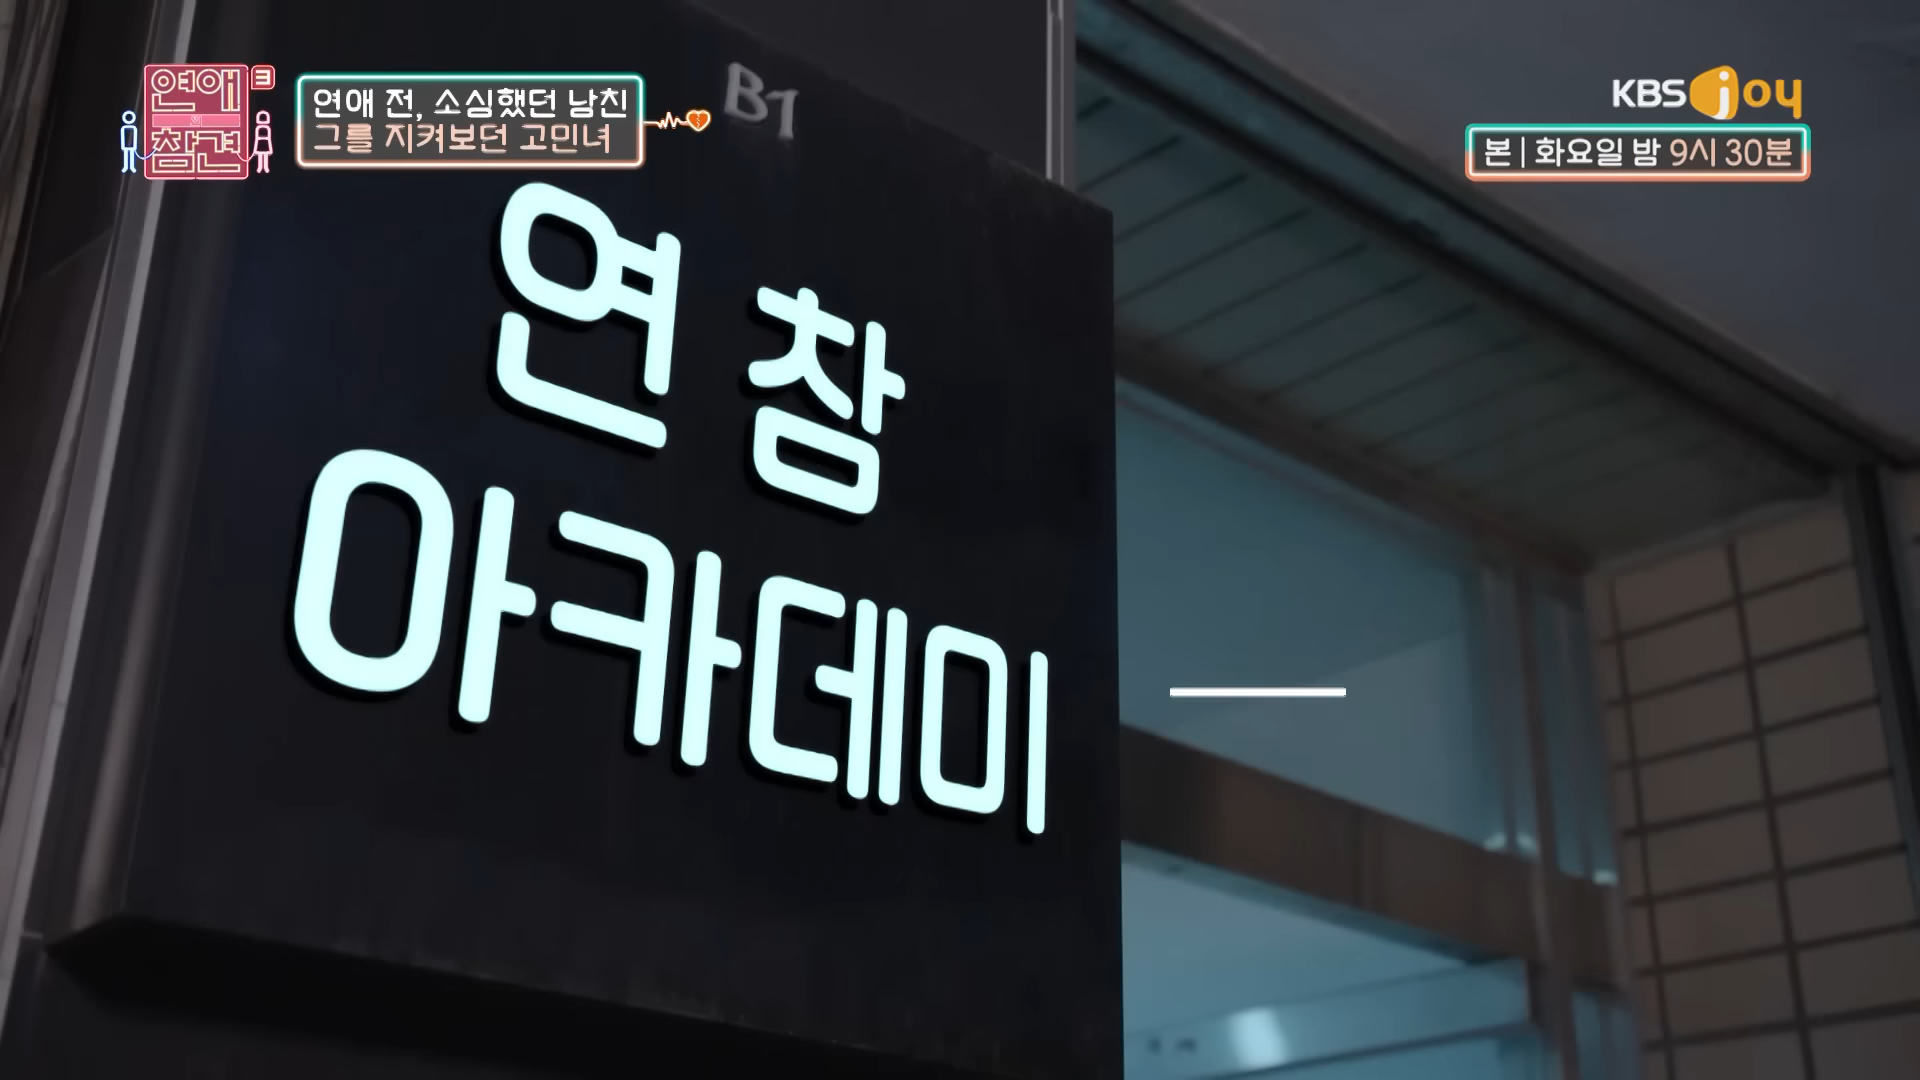 연애의 참견 3
연애 전, 소심했던 남친
그를 지켜보던 고민녀
KBS joy
본 | 화요일 밤 9시 30분
B1
연 참
아카데미